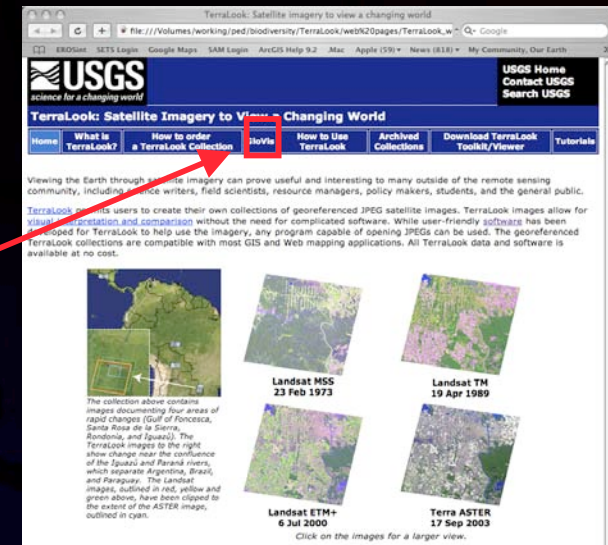 TerraLook: Satellite imagery to view a changing world
file:///Volumes/working/ped/biodiversity/TerraLook/web%20pages/TerraLook_w
Google
EROSint SETS Login Google Maps SAM Login ArcGIS Help 9.2 .Mac Apple (59) News (818) My Community, Our Earth
USGS
science for a changing world
USGS Home
Contact USGS
Search USGS
TerraLook: Satellite Imagery to View a Changing World
Home
What is
TerraLook?
How to order
a TerraLook Collection
GloVis
How to Use
TerraLook
Archived
Collections
Download TerraLook
Toolkit/Viewer
Tutorials
Viewing the Earth through satellite imagery can prove useful and interesting to many outside of the remote sensing
community, including science writers, field scientists, resource managers, policy makers, students, and the general public.
TerraLook permits users to create their own collections of georeferenced JPEG satellite images. TerraLook images allow for
visual interpretation and comparison without the need for complicated software. While user-friendly software has been
developed for TerraLook to help use the imagery, any program capable of opening JPEGs can be used. The georeferenced
TerraLook collections are compatible with most GIS and Web mapping applications. All TerraLook data and software is
available at no cost.
The collection above contains
images documenting four areas of
rapid changes (Gulf of Fonceca,
Santa Rosa de la Sierra,
Rondonia, and Iguazú). The
TerraLook images to the right
show change near the confluence
of the Iguazú and Paraná rivers,
which separate Argentina, Brazil,
and Paraguay. The Landsat
images, outlined in red, yellow and
green above, have been clipped to
the extent of the ASTER image,
outlined in cyan.
Landsat MSS
23 Feb 1973
Landsat TM
19 Apr 1989
Landsat ETM+
6 Jul 2000
Terra ASTER
17 Sep 2003
Click on the images for a larger view.